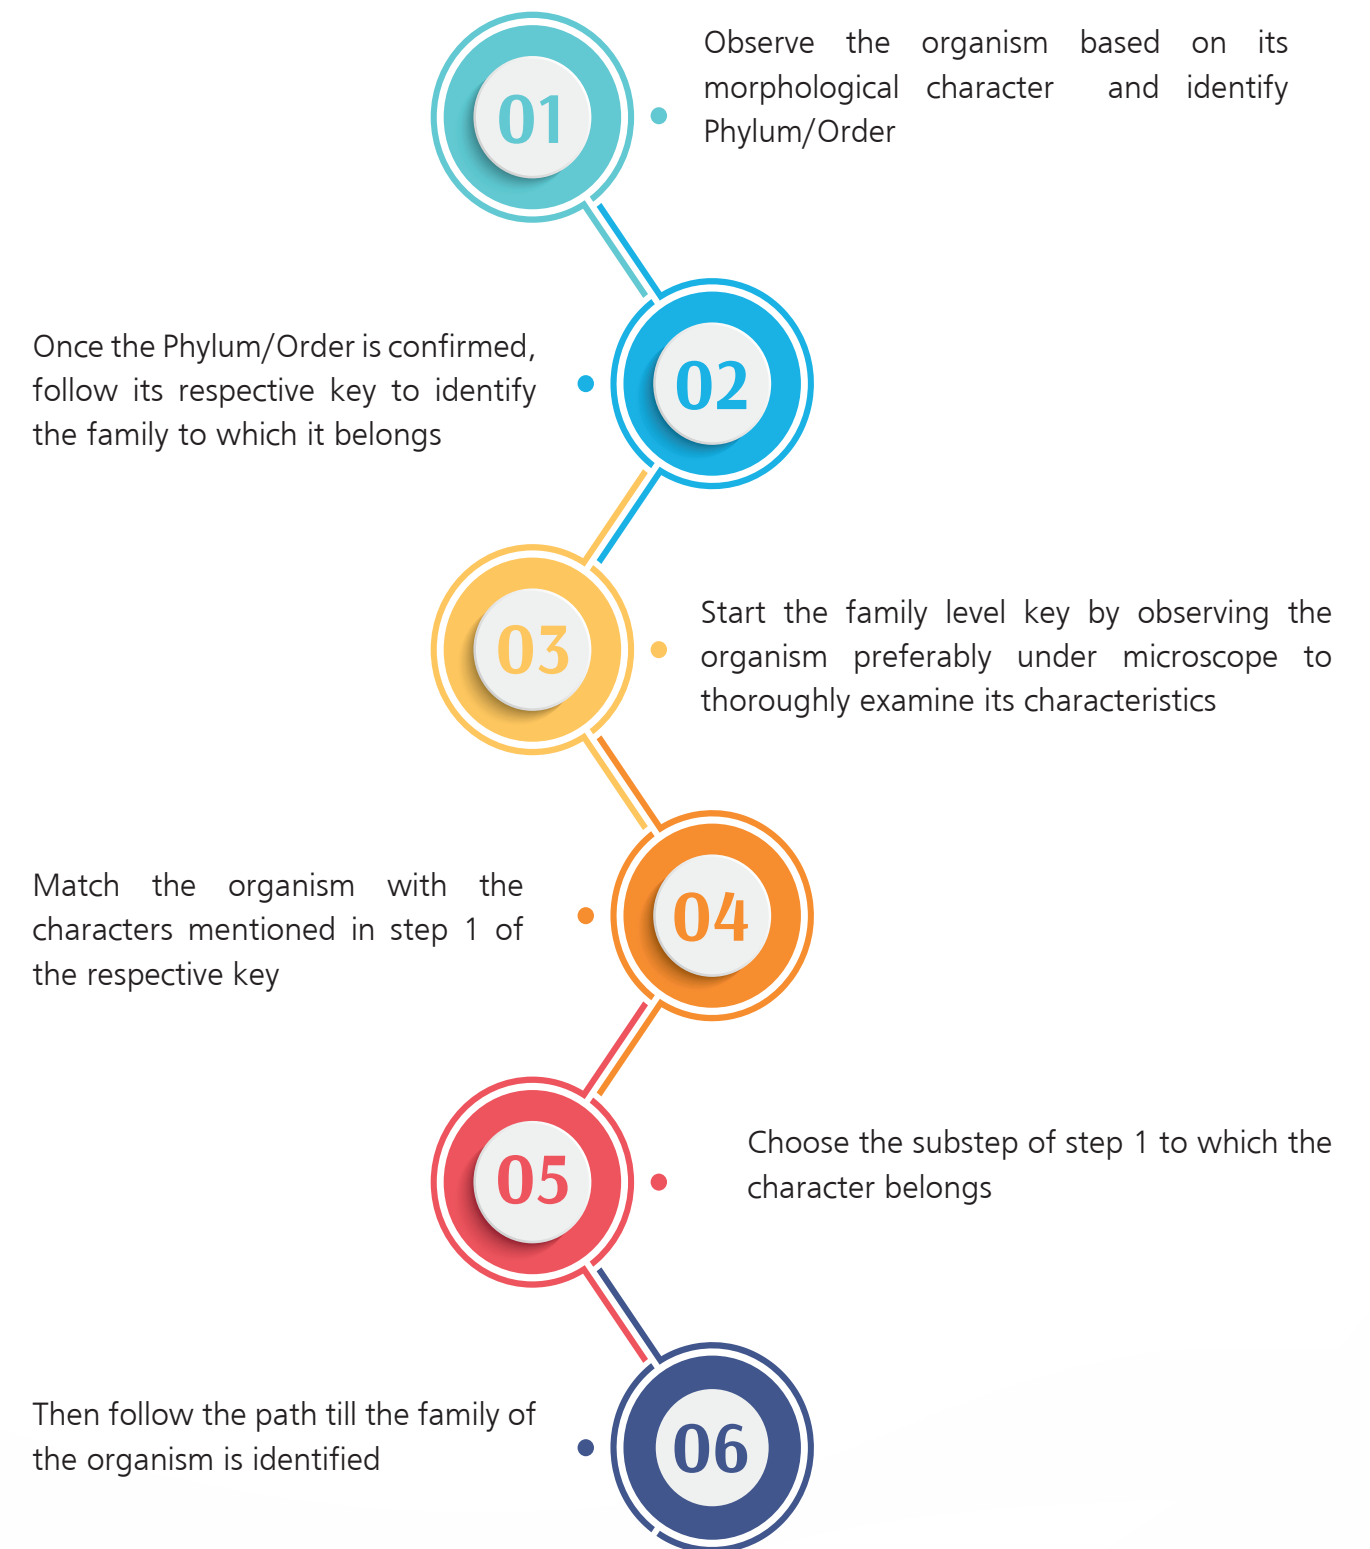 01
Observe the organism based on its
morphological character and identify
Phylum/Order
02
Once the Phylum/Order is confirmed,
follow its respective key to identify
the family to which it belongs
03
Start the family level key by observing the
organism preferably under microscope to
thoroughly examine its characteristics
04
Match the organism with the
characters mentioned in step 1 of
the respective key
05
Choose the substep of step 1 to which the
character belongs
06
Then follow the path till the family of
the organism is identified